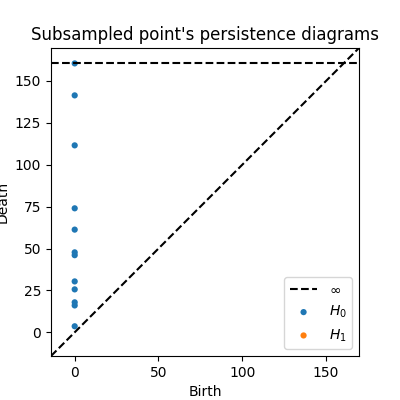 Subsampled point's persistence diagrams
Death
150
125
100
75
50
25
0
∞
H₀
H₁
0 50 100 150
Birth